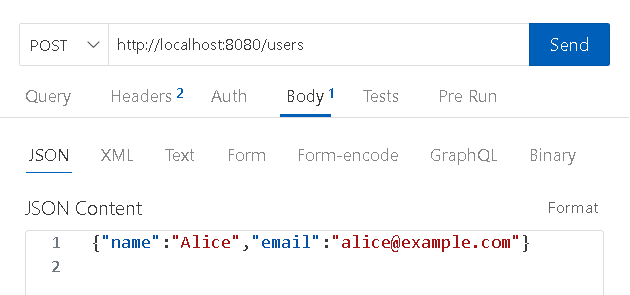 POST http://localhost:8080/users Send
Query Headers 2 Auth Body 1 Tests Pre Run
JSON XML Text Form Form-encode GraphQL Binary
JSON Content Format
1 {"name":"Alice","email":"alice@example.com"}
2